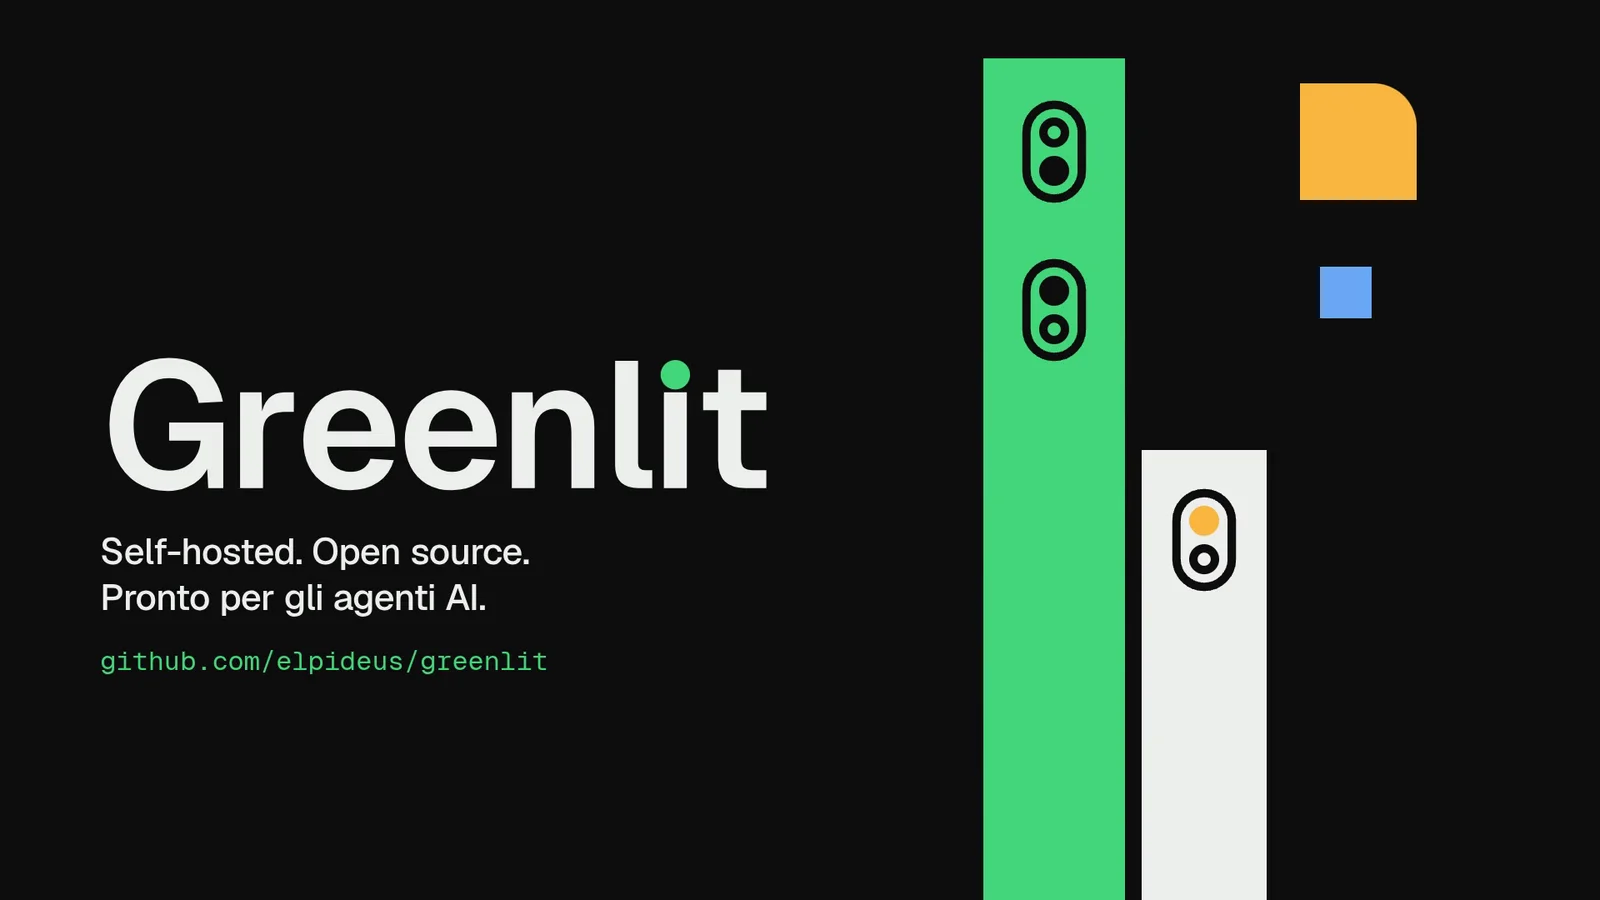 Greenlit
Self-hosted. Open source.
Pronto per gli agenti AI.
github.com/elpideus/greenlit